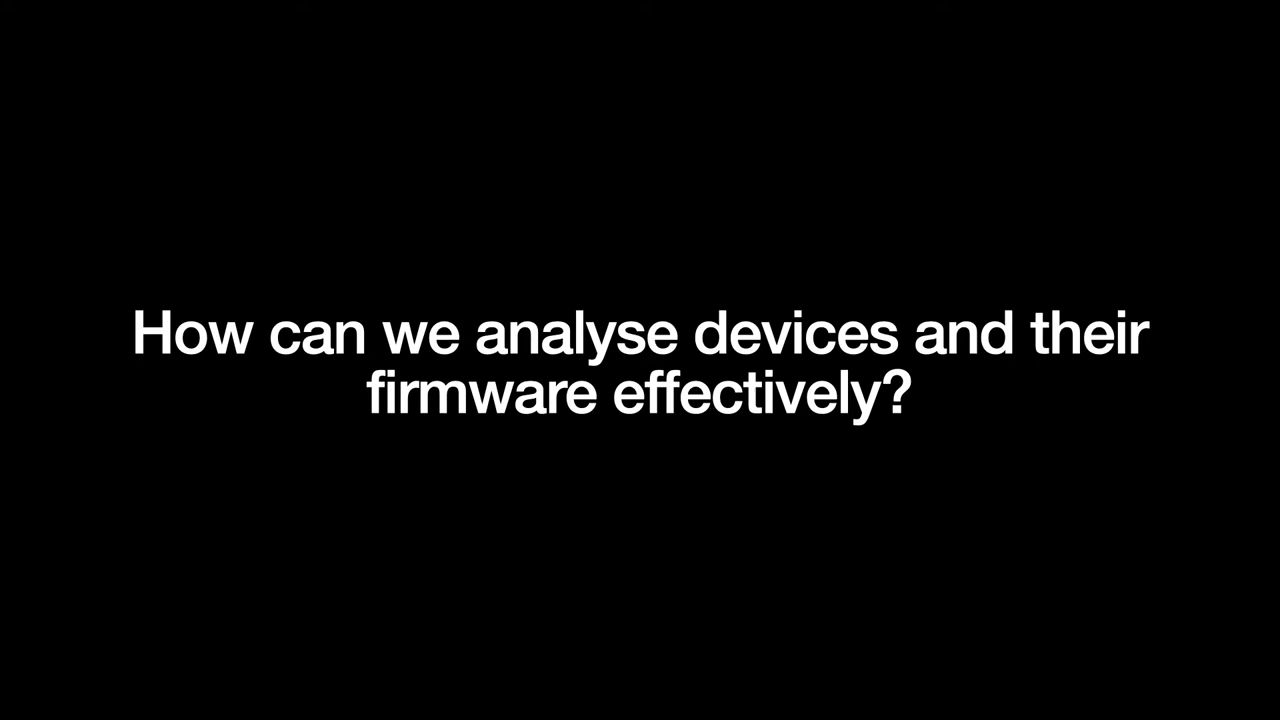 How can we analyse devices and their
firmware effectively?